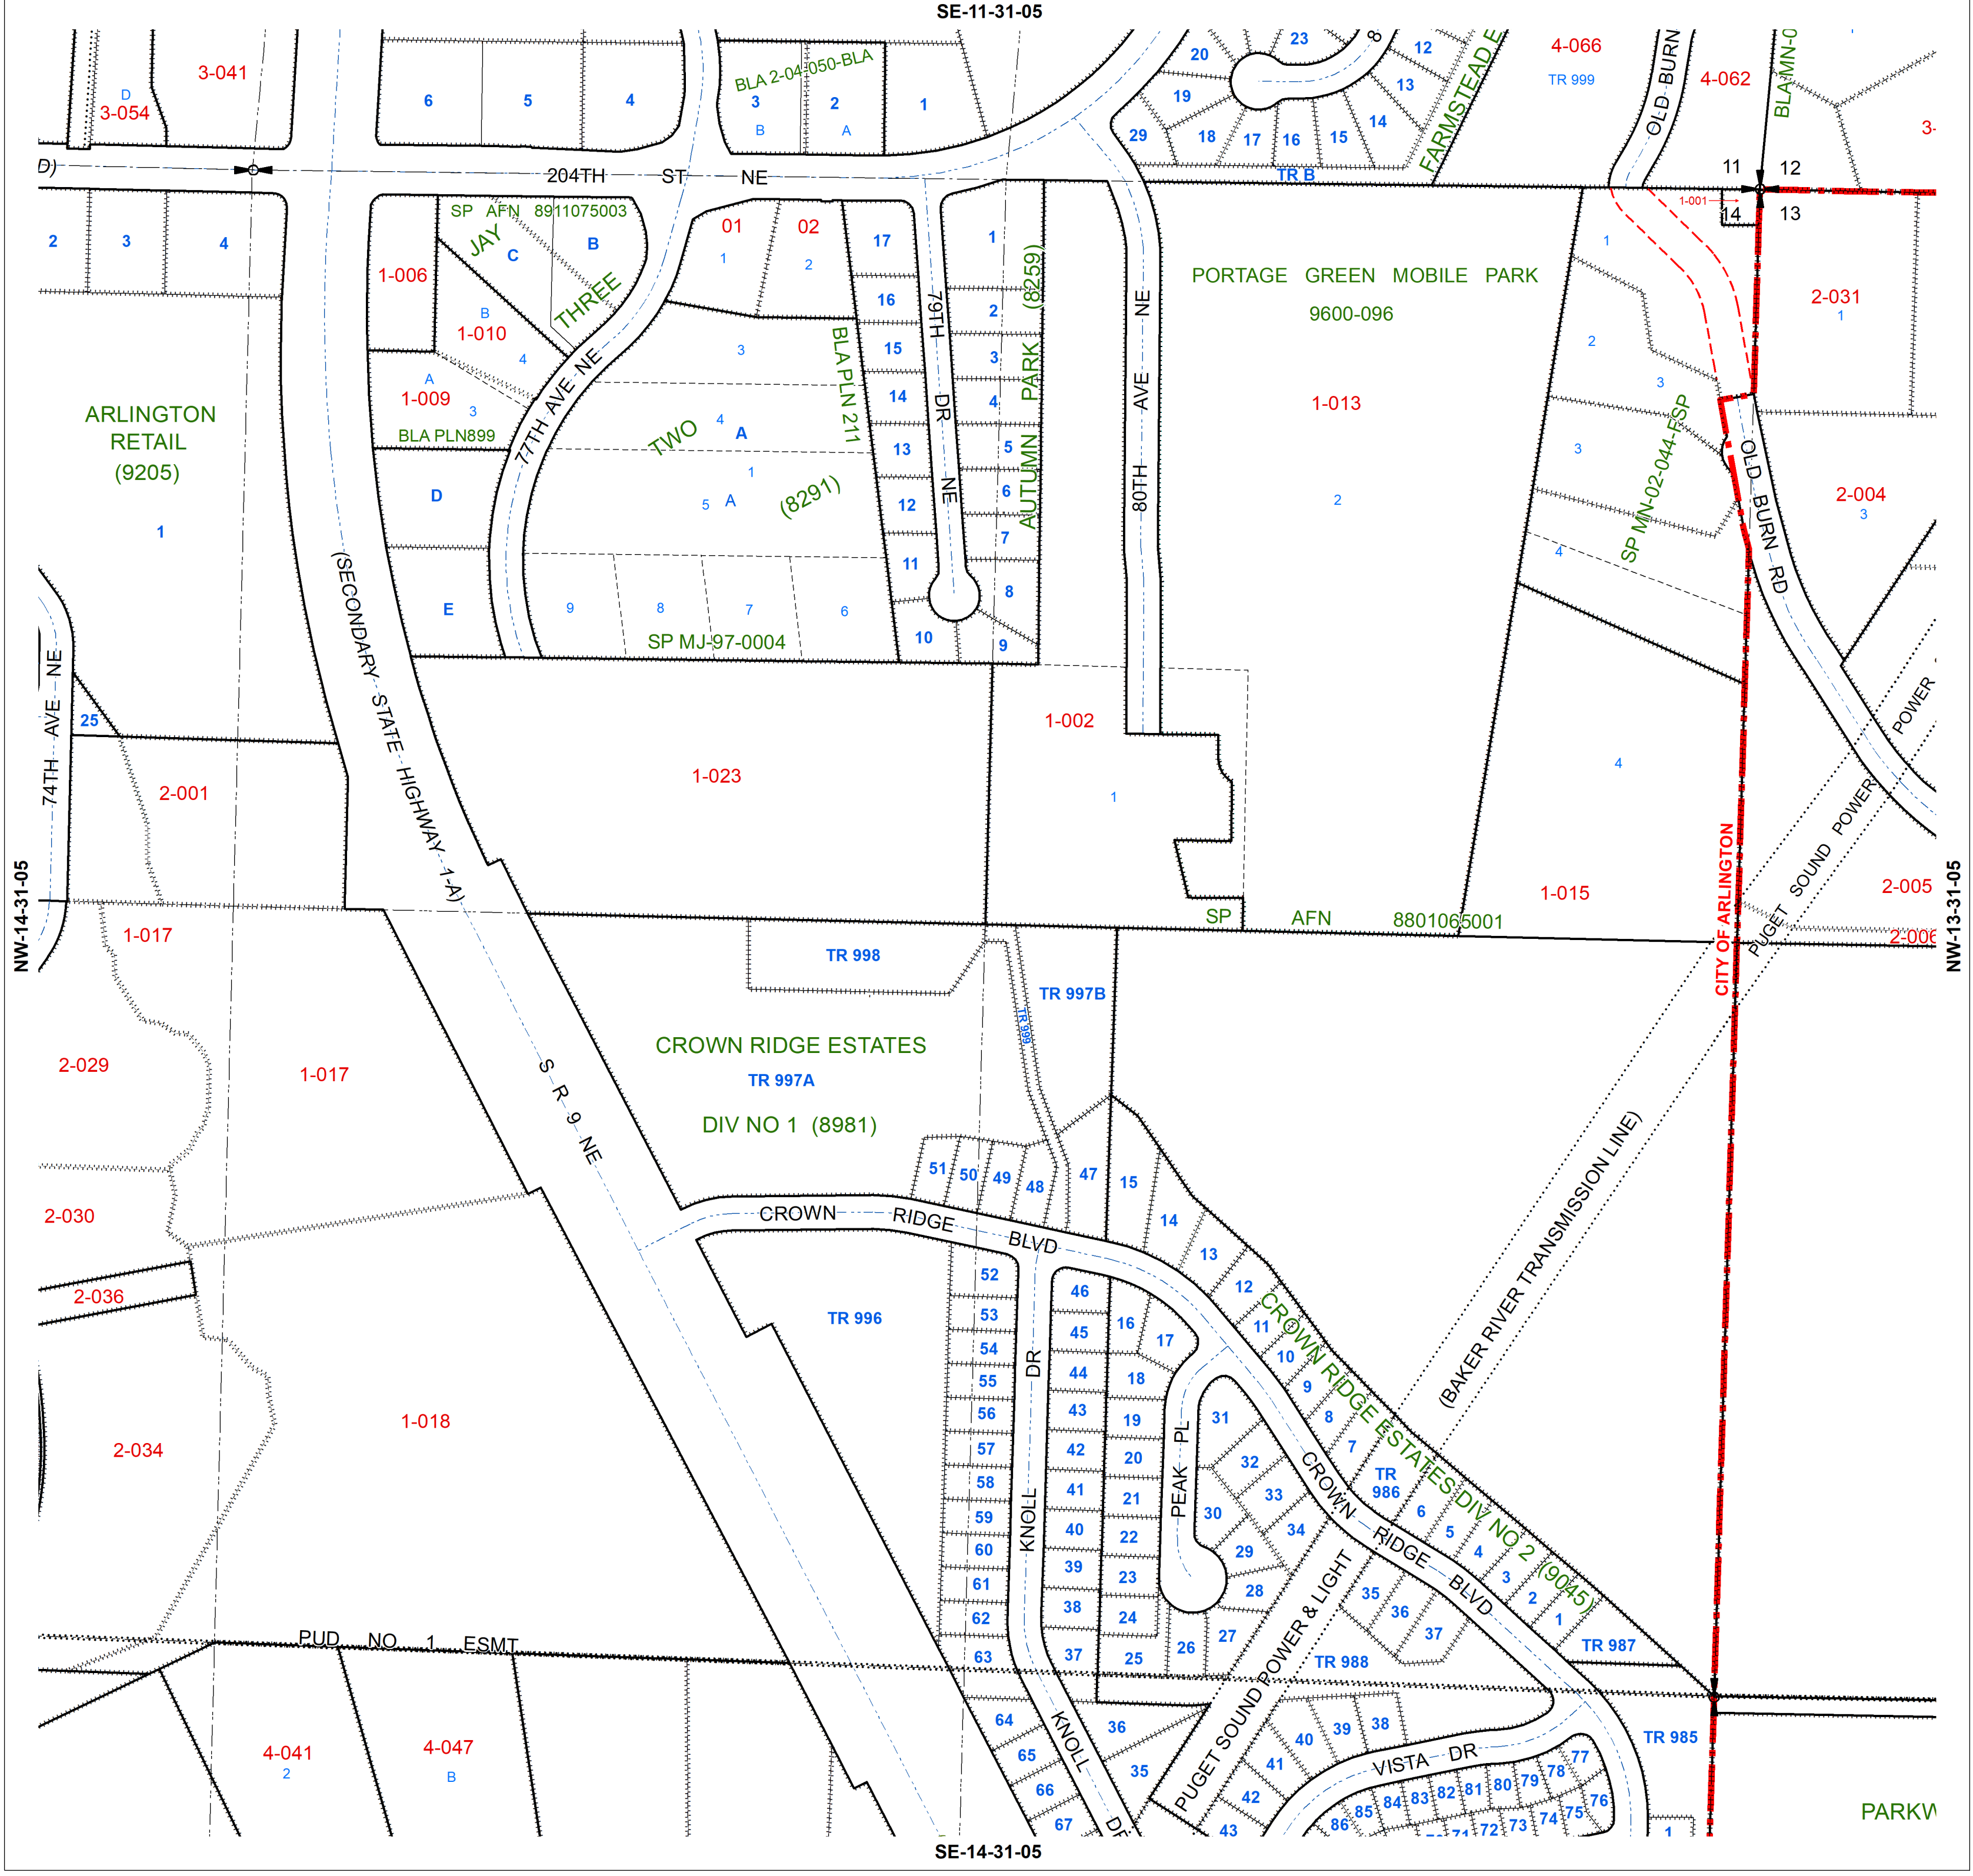 SE-11-31-05
3-041
D
3-054
6
5
4
BLA 2-04-050-BLA
3
B
2
A
1
20
23
8
12
19
13
29
18
17
16
15
14
TR B
FARMSTEAD E
4-066
TR 999
OLD BURN
4-062
BLA MN-0
1
3-
D)
204TH ST NE
11
12
14
13
1-001
2
3
4
SP AFN 8911075003
JAY
C
B
THREE
1-006
B
1-010
4
A
1-009
3
BLA PLN899
D
E
77TH AVE NE
01
1
02
2
3
4
A
TWO
1
5
A
(8291)
9
8
7
6
SP MJ-97-0004
BLA PLN 211
17
16
15
14
13
12
11
10
79TH DR NE
1
2
3
4
5
6
7
8
9
AUTUMN PARK (8259)
80TH AVE NE
PORTAGE GREEN MOBILE PARK
9600-096
1-013
2
1
2
3
3
4
SP MN-02-044-FSP
2-031
1
OLD BURN RD
2-004
3
ARLINGTON
RETAIL
(9205)
1
(SECONDARY STATE HIGHWAY 1-A)
74TH AVE NE
25
2-001
1-023
1-002
1
4
1-015
SP AFN 8801065001
CITY OF ARLINGTON
PUGET SOUND POWER
POWER
2-005
2-006
NW-14-31-05
NW-13-31-05
1-017
2-029
1-017
2-030
2-036
2-034
1-018
S R 9 NE
TR 998
TR 999
TR 997B
CROWN RIDGE ESTATES
TR 997A
DIV NO 1 (8981)
51
50
49
48
47
15
14
13
12
11
10
9
8
7
TR
986
6
5
4
3
2
1
TR 987
CROWN RIDGE BLVD
CROWN RIDGE ESTATES DIV NO 2 (9045)
(BAKER RIVER TRANSMISSION LINE)
TR 996
52
53
54
55
56
57
58
59
60
61
62
63
KNOLL DR
46
45
44
43
42
41
40
39
38
37
16
17
18
19
20
21
22
23
24
25
PEAK PL
31
32
33
34
30
29
28
27
26
CROWN RIDGE BLVD
35
36
37
TR 988
PUGET SOUND POWER & LIGHT
PUD NO 1 ESMT
4-041
2
4-047
B
64
65
66
67
KNOLL DR
36
35
38
39
40
41
42
43
VISTA DR
77
78
79
80
81
82
83
84
85
86
76
75
74
73
72
71
TR 985
1
PARKW
SE-14-31-05